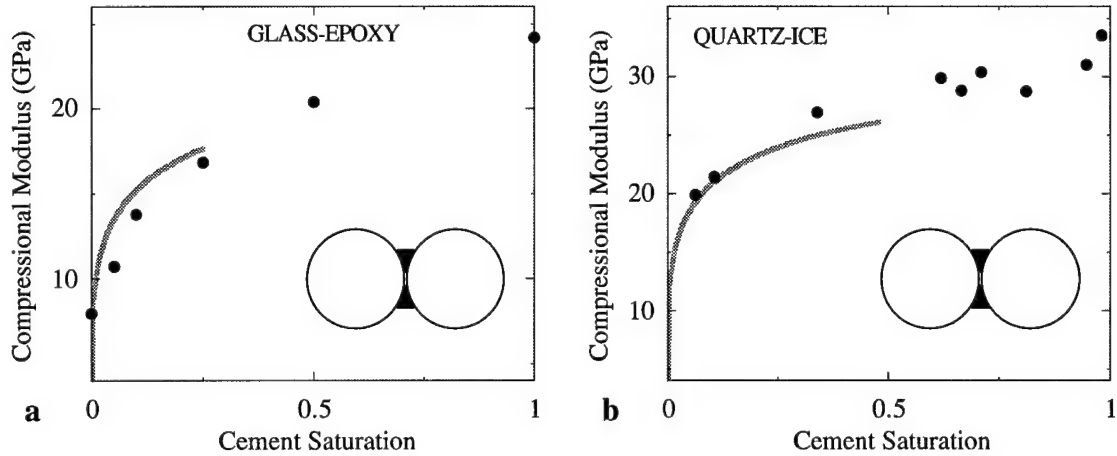 GLASS-EPOXY
Compressional Modulus (GPa)
20
10
0
0.5
1
Cement Saturation
a
QUARTZ-ICE
Compressional Modulus (GPa)
30
20
10
0
0.5
1
Cement Saturation
b